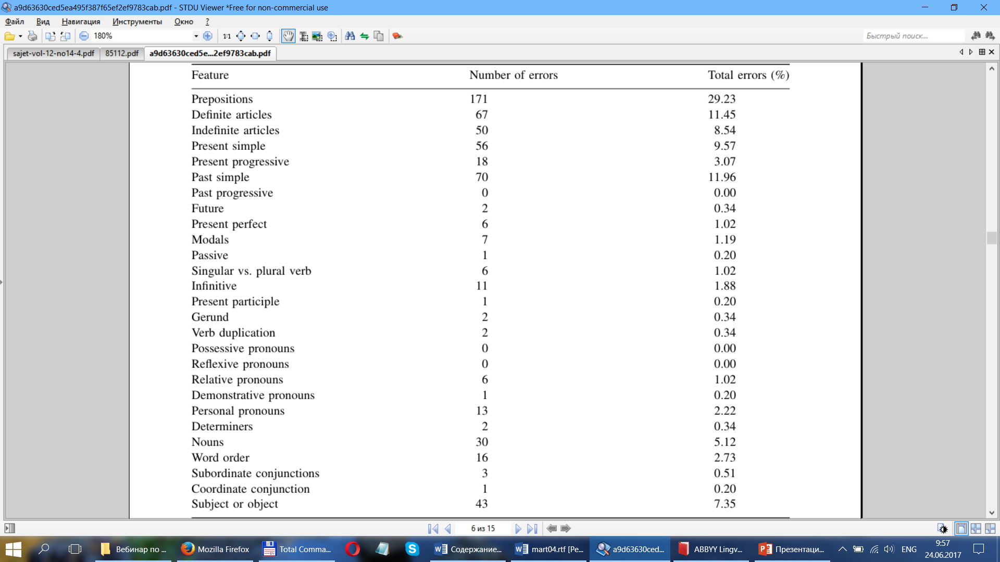 a9d63630ced5ea495f387f65ef2ef9783cab.pdf - STDU Viewer *Free for non-commercial use
Файл Вид Навигация Инструменты Окно ?
180% 1:1 Быстрый поиск...
sajet-vol-12-no14-4.pdf 85112.pdf a9d63630ced5e...2ef9783cab.pdf
Feature Number of errors Total errors (%)
Prepositions 171 29.23
Definite articles 67 11.45
Indefinite articles 50 8.54
Present simple 56 9.57
Present progressive 18 3.07
Past simple 70 11.96
Past progressive 0 0.00
Future 2 0.34
Present perfect 6 1.02
Modals 7 1.19
Passive 1 0.20
Singular vs. plural verb 6 1.02
Infinitive 11 1.88
Present participle 1 0.20
Gerund 2 0.34
Verb duplication 2 0.34
Possessive pronouns 0 0.00
Reflexive pronouns 0 0.00
Relative pronouns 6 1.02
Demonstrative pronouns 1 0.20
Personal pronouns 13 2.22
Determiners 2 0.34
Nouns 30 5.12
Word order 16 2.73
Subordinate conjunctions 3 0.51
Coordinate conjunction 1 0.20
Subject or object 43 7.35
6 из 15
Вебинар по ... Mozilla Firefox Total Comma... Содержание... mart04.rtf [Ре... a9d63630ced... ABBYY Lingv... Презентаци... ENG
9:57
24.06.2017